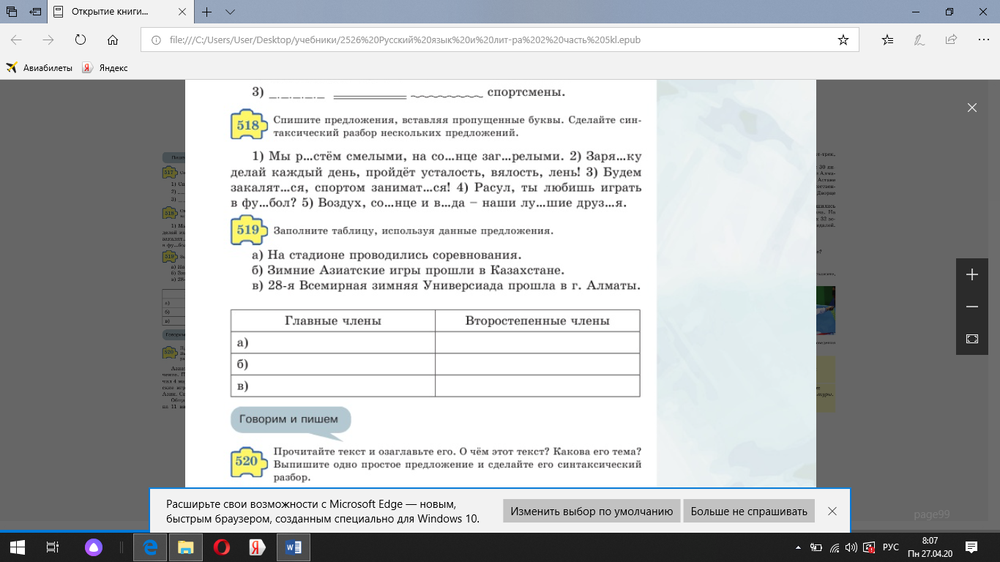 Открытие книги...
file:///C:/Users/User/Desktop/учебники/2526%20Русский%20язык%20и%20лит-ра%202%20часть%205kl.epub
Авиабилеты Яндекс
3) спортсмены.
518 Спишите предложения, вставляя пропущенные буквы. Сделайте син-
таксический разбор нескольких предложений.
1) Мы р...стём смелыми, на со...нце заг...релыми. 2) Заря...ку
делай каждый день, пройдёт усталость, вялость, лень! 3) Будем
закалят...ся, спортом занимат...ся! 4) Расул, ты любишь играть
в фу...бол? 5) Воздух, со...нце и в...да – наши лу...шие друз...я.
519 Заполните таблицу, используя данные предложения.
а) На стадионе проводились соревнования.
б) Зимние Азиатские игры прошли в Казахстане.
в) 28-я Всемирная зимняя Универсиада прошла в г. Алматы.
Главные члены Второстепенные члены
а)
б)
в)
Говорим и пишем
520 Прочитайте текст и озаглавьте его. О чём этот текст? Какова его тема?
Выпишите одно простое предложение и сделайте его синтаксический
разбор.
Расширьте свои возможности с Microsoft Edge — новым,
быстрым браузером, созданным специально для Windows 10.
Изменить выбор по умолчанию Больше не спрашивать
page99
РУС
8:07
Пн 27.04.20